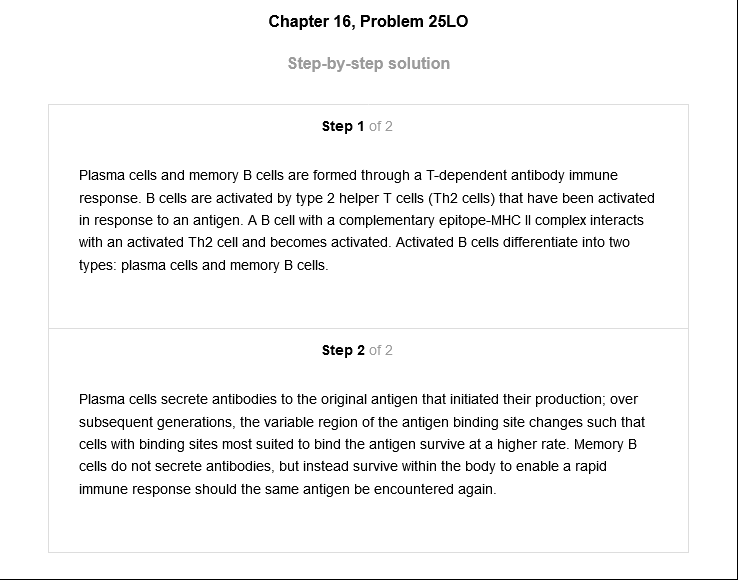 Chapter 16, Problem 25LO
Step-by-step solution
Step 1 of 2
Plasma cells and memory B cells are formed through a T-dependent antibody immune
response. B cells are activated by type 2 helper T cells (Th2 cells) that have been activated
in response to an antigen. A B cell with a complementary epitope-MHC II complex interacts
with an activated Th2 cell and becomes activated. Activated B cells differentiate into two
types: plasma cells and memory B cells.
Step 2 of 2
Plasma cells secrete antibodies to the original antigen that initiated their production; over
subsequent generations, the variable region of the antigen binding site changes such that
cells with binding sites most suited to bind the antigen survive at a higher rate. Memory B
cells do not secrete antibodies, but instead survive within the body to enable a rapid
immune response should the same antigen be encountered again.